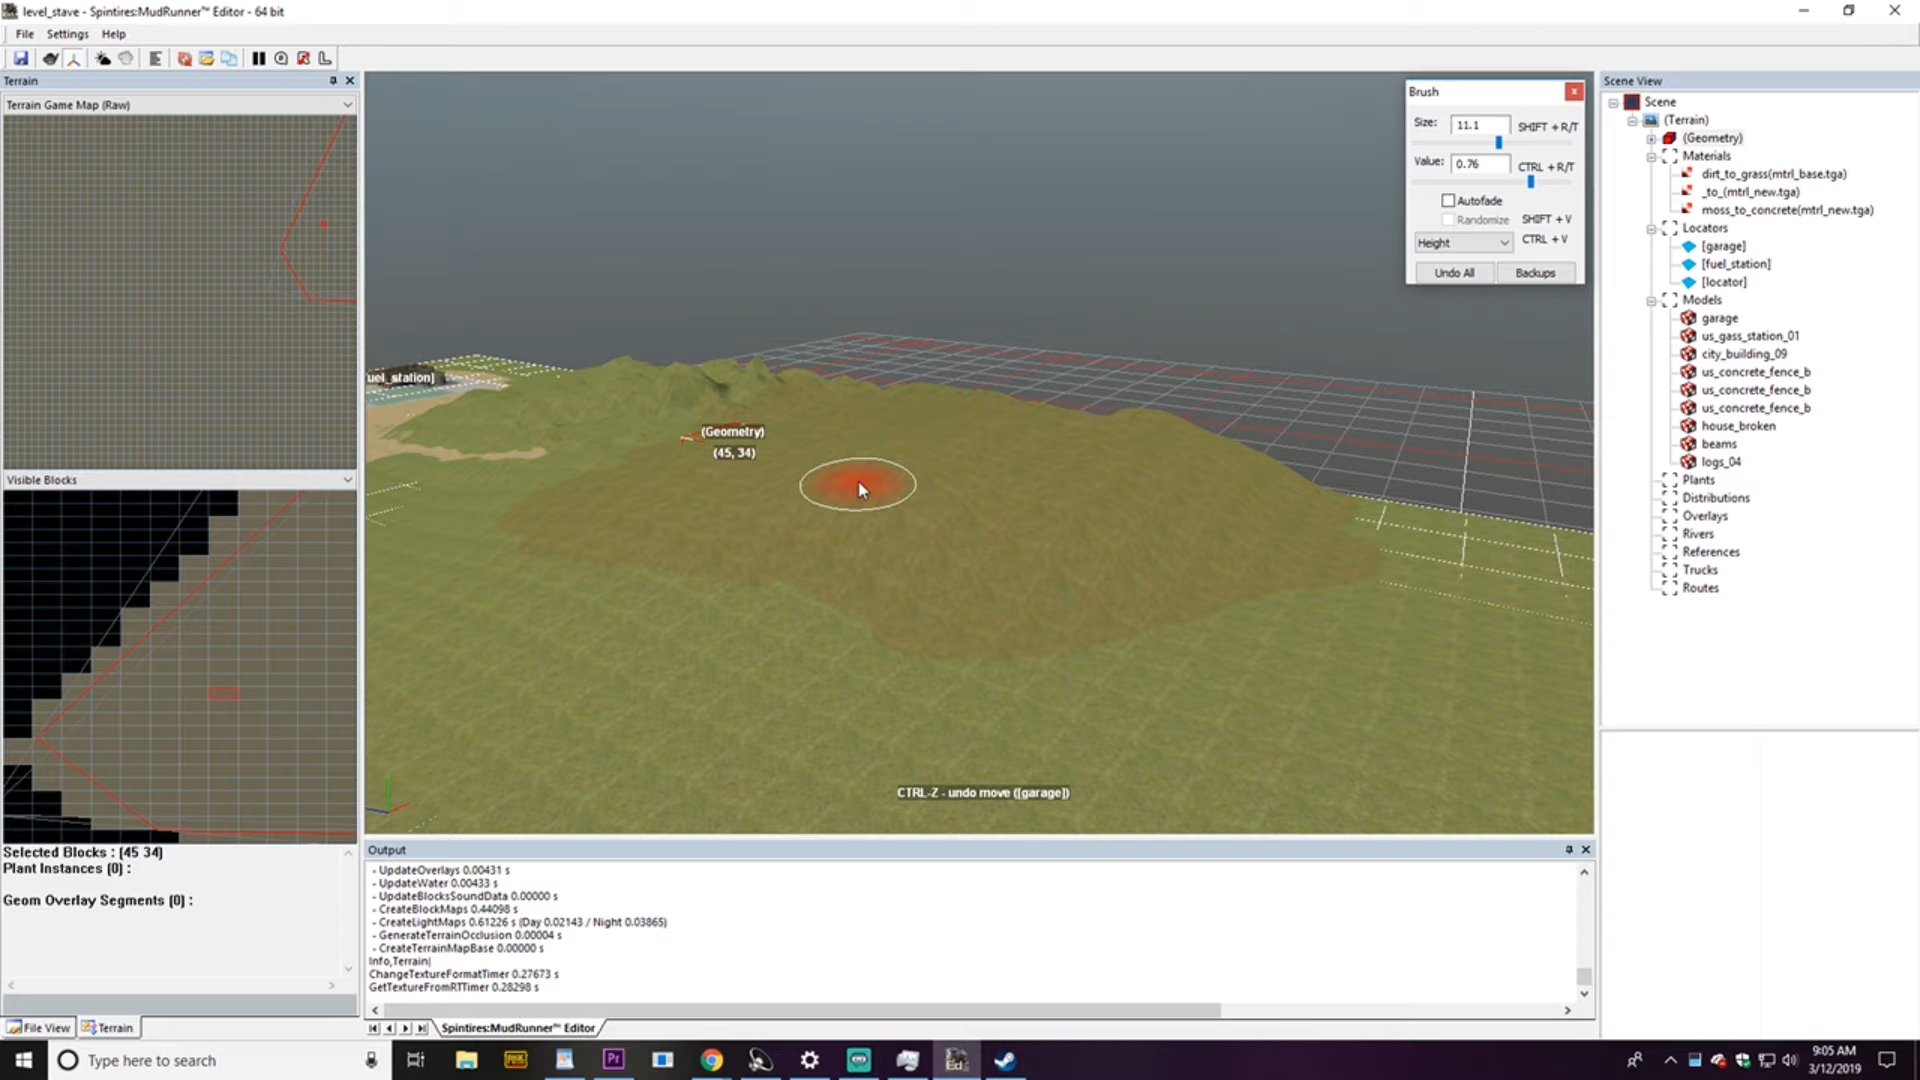 level_stave - Spintires:MudRunner™ Editor - 64 bit
File Settings Help
Terrain
Terrain Game Map (Raw)
Visible Blocks
Selected Blocks : (45 34)
Plant Instances (0) :
Geom Overlay Segments (0) :
File View
Terrain
uel_station]
(Geometry)
(45, 34)
CTRL-Z - undo move ([garage])
Brush
Size: 11.1 SHIFT + R/T
Value: 0.76 CTRL + R/T
Autofade
Randomize SHIFT + V
Height CTRL + V
Undo All Backups
Output
- UpdateOverlays 0.00431 s
- UpdateWater 0.00433 s
- UpdateBlocksSoundData 0.00000 s
- CreateBlockMaps 0.44098 s
- CreateLightMaps 0.61226 s (Day 0.02143 / Night 0.03865)
- GenerateTerrainOcclusion 0.00004 s
- CreateTerrainMapBase 0.00000 s
Info,Terrain|
ChangeTextureFormatTimer 0.27673 s
GetTextureFromRTTimer 0.28298 s
Spintires:MudRunner™ Editor
Scene View
Scene
(Terrain)
(Geometry)
Materials
dirt_to_grass(mtrl_base.tga)
_to_(mtrl_new.tga)
moss_to_concrete(mtrl_new.tga)
Locators
[garage]
[fuel_station]
[locator]
Models
garage
us_gass_station_01
city_building_09
us_concrete_fence_b
us_concrete_fence_b
us_concrete_fence_b
house_broken
beams
logs_04
Plants
Distributions
Overlays
Rivers
References
Trucks
Routes
Type here to search
Pr
Ed
9:05 AM
3/12/2019